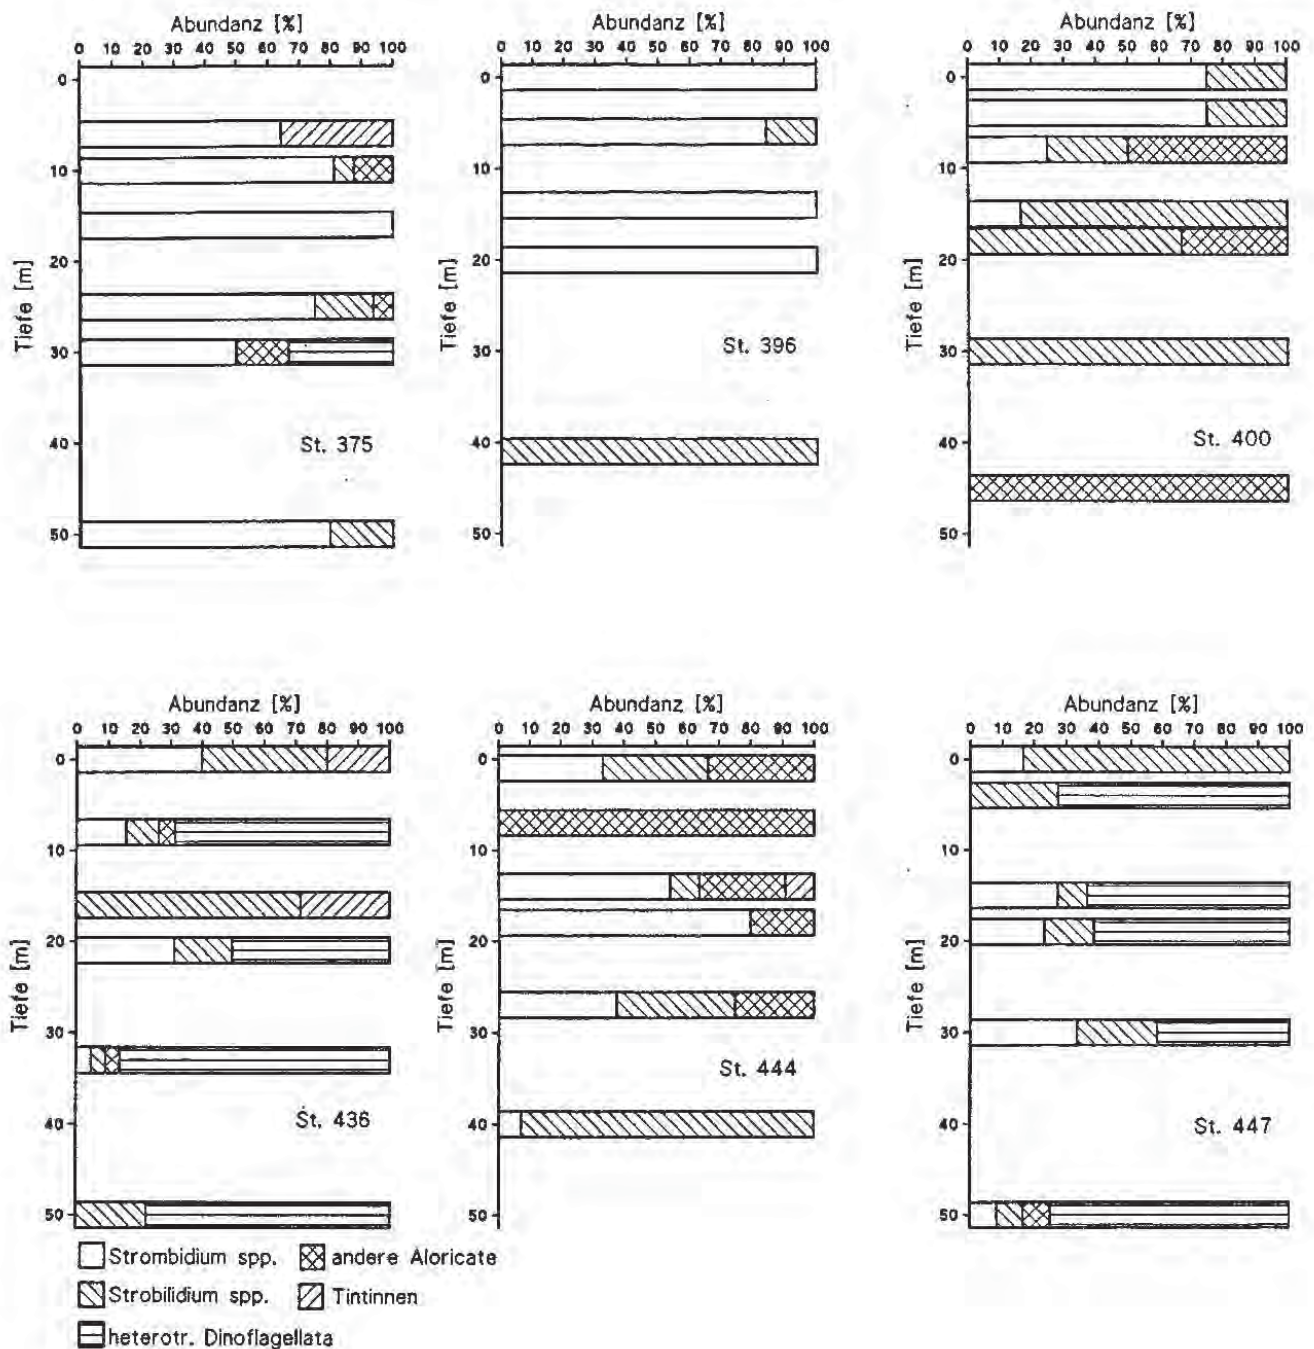 Abundanz [%]
0 10 20 30 40 50 60 70 80 90 100
0
10
20
30
40
50
Tiefe [m]
St. 375
Abundanz [%]
0 10 20 30 40 50 60 70 80 90 100
0
10
20
30
40
50
Tiefe [m]
St. 396
Abundanz [%]
0 10 20 30 40 50 60 70 80 90 100
0
10
20
30
40
50
Tiefe [m]
St. 400
Abundanz [%]
0 10 20 30 40 50 60 70 80 90 100
0
10
20
30
40
50
Tiefe [m]
St. 436
Abundanz [%]
0 10 20 30 40 50 60 70 80 90 100
0
10
20
30
40
50
Tiefe [m]
St. 444
Abundanz [%]
0 10 20 30 40 50 60 70 80 90 100
0
10
20
30
40
50
Tiefe [m]
St. 447
Strombidium spp.
andere Aloricate
Strobilidium spp.
Tintinnen
heterotr. Dinoflagellata